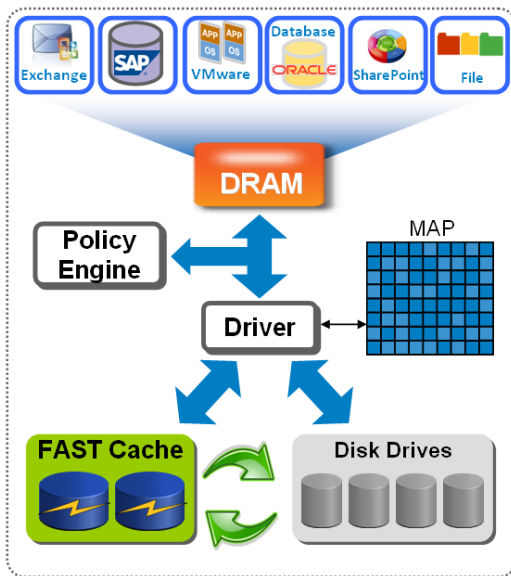 APP APP
OS OS
Database
SAP
ORACLE
Exchange
VMware
SharePoint
File
DRAM
MAP
Policy
Engine
Driver
FAST Cache
Disk Drives